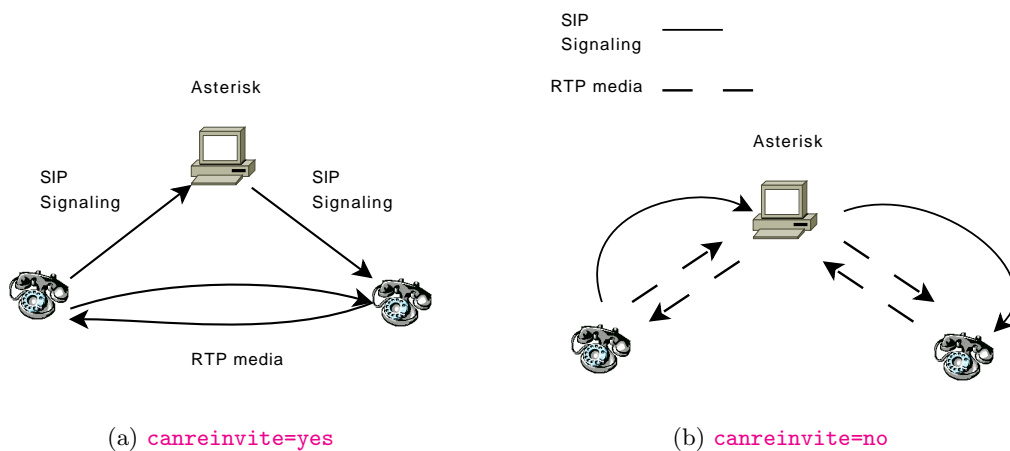 Asterisk
SIP
Signaling
SIP
Signaling
RTP media
(a) canreinvite=yes
SIP
Signaling
RTP media
Asterisk
(b) canreinvite=no